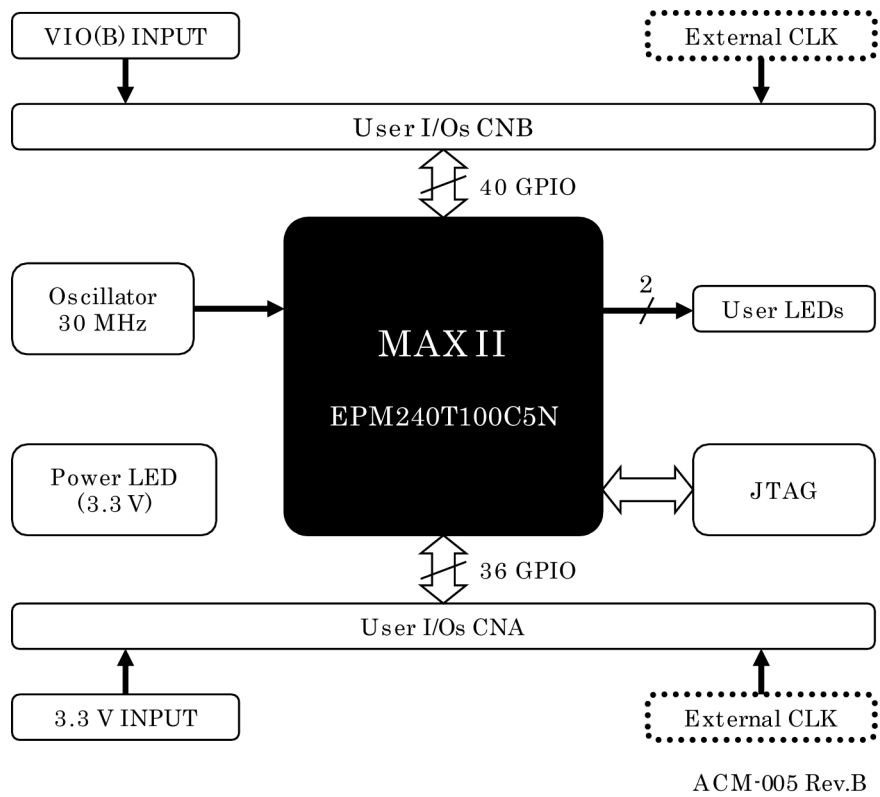 VIO(B) INPUT
External CLK
User I/Os CNB
40 GPIO
Oscillator
30 MHz
2
User LEDs
MAX II
EPM240T100C5N
Power LED
(3.3 V)
JTAG
36 GPIO
User I/Os CNA
3.3 V INPUT
External CLK
ACM-005 Rev.B